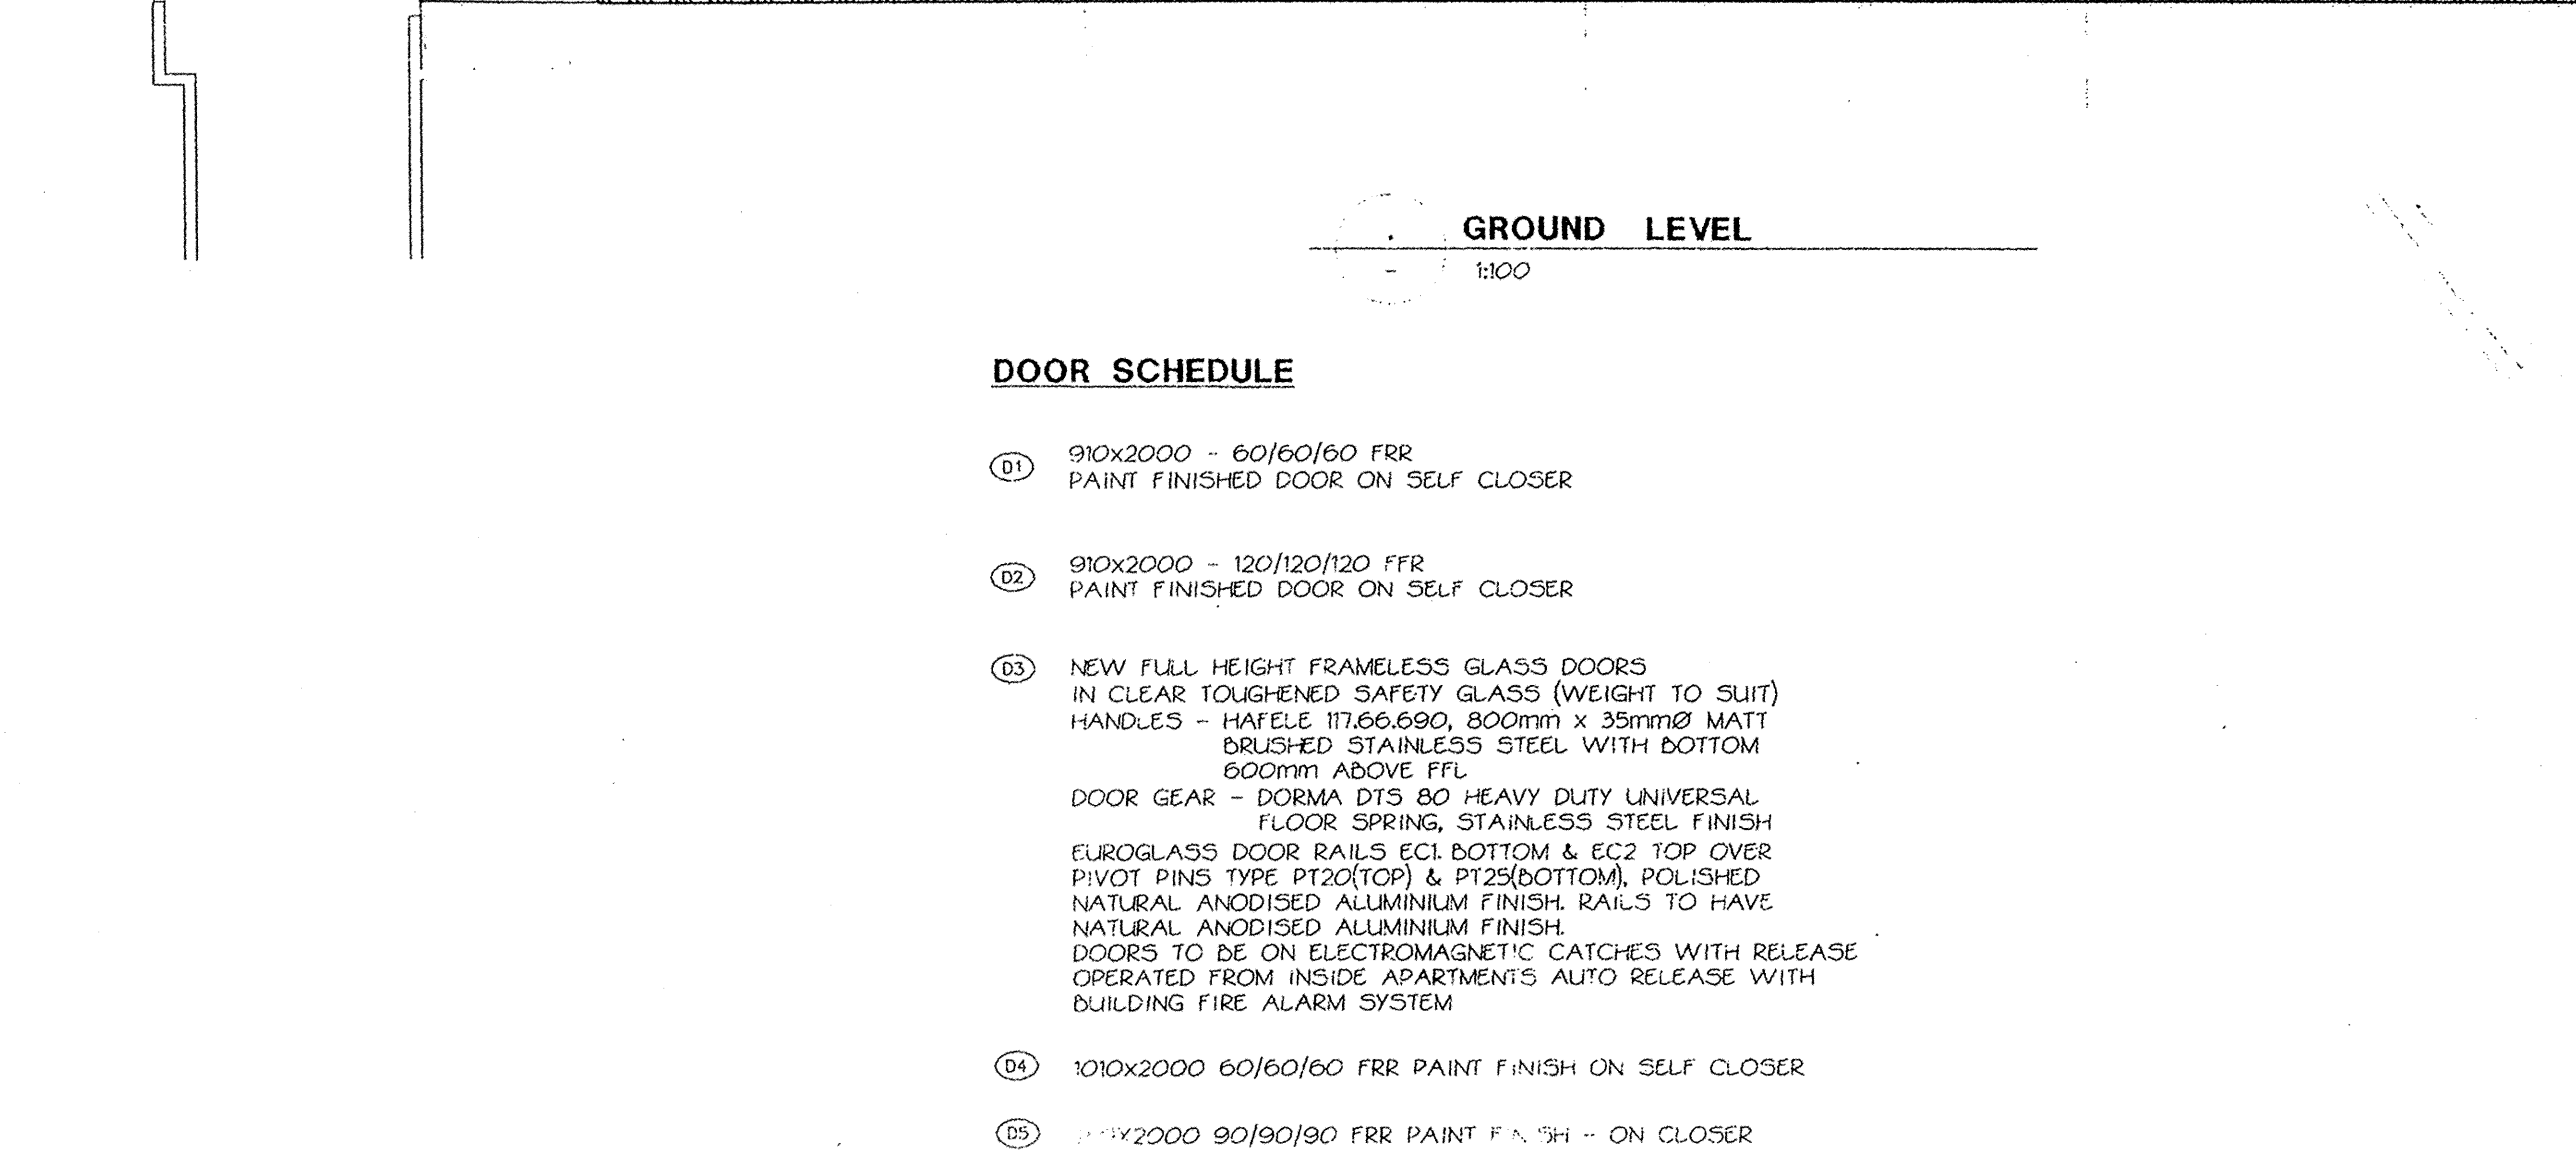 GROUND LEVEL
1:100
DOOR SCHEDULE
D1 910x2000 - 60/60/60 FRR
PAINT FINISHED DOOR ON SELF CLOSER
D2 910x2000 - 120/120/120 FFR
PAINT FINISHED DOOR ON SELF CLOSER
D3 NEW FULL HEIGHT FRAMELESS GLASS DOORS
IN CLEAR TOUGHENED SAFETY GLASS (WEIGHT TO SUIT)
HANDLES - HAFELE 117.66.690, 800mm x 35mmØ MATT
BRUSHED STAINLESS STEEL WITH BOTTOM
600mm ABOVE FFL
DOOR GEAR - DORMA DTS 80 HEAVY DUTY UNIVERSAL
FLOOR SPRING, STAINLESS STEEL FINISH
EUROGLASS DOOR RAILS EC1. BOTTOM & EC2 TOP OVER
PIVOT PINS TYPE PT20(TOP) & PT25(BOTTOM), POLISHED
NATURAL ANODISED ALUMINIUM FINISH. RAILS TO HAVE
NATURAL ANODISED ALUMINIUM FINISH.
DOORS TO BE ON ELECTROMAGNETIC CATCHES WITH RELEASE
OPERATED FROM INSIDE APARTMENTS AUTO RELEASE WITH
BUILDING FIRE ALARM SYSTEM
D4 1010x2000 60/60/60 FRR PAINT FINISH ON SELF CLOSER
D5 90/90/90 FRR PAINT FINISH - ON CLOSER